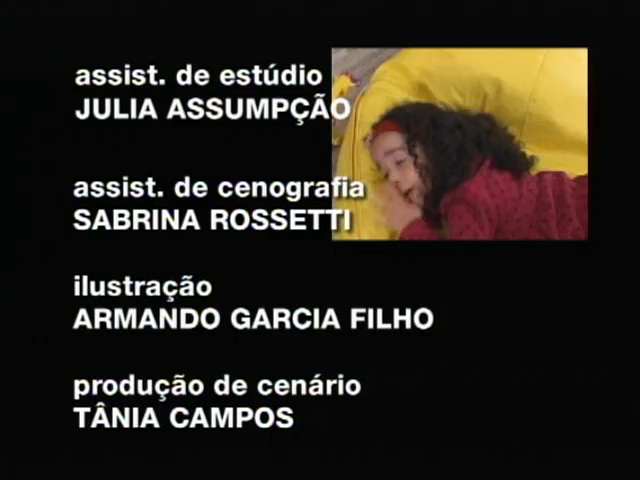 assist. de estúdio
JULIA ASSUMPÇÃO
assist. de cenografia
SABRINA ROSSETTI
ilustração
ARMANDO GARCIA FILHO
produção de cenário
TÂNIA CAMPOS